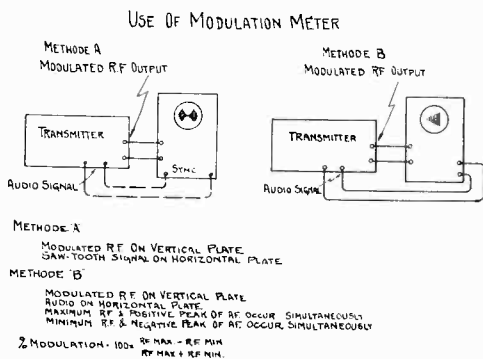 USE OF MODULATION METER
METHODE A
MODULATED R.F OUTPUT
TRANSMITTER
SYNC
AUDIO SIGNAL
METHODE B
MODULATED RF OUTPUT
TRANSMITTER
AUDIO SIGNAL
METHODE "A"
MODULATED R.F. ON VERTICAL PLATE
SAW-TOOTH SIGNAL ON HORIZONTAL PLATE
METHODE "B"
MODULATED R.F. ON VERTICAL PLATE
AUDIO ON HORIZONTAL PLATE
MAXIMUM RF & POSITIVE PEAK OF AF. OCCUR SIMULTANEOUSLY
MINIMUM R.F. & NEGATIVE PEAK OF AF. OCCUR SIMULTANEOUSLY
% MODULATION = 100x RF MAX. - RF MIN
RF MAX + RF MIN.